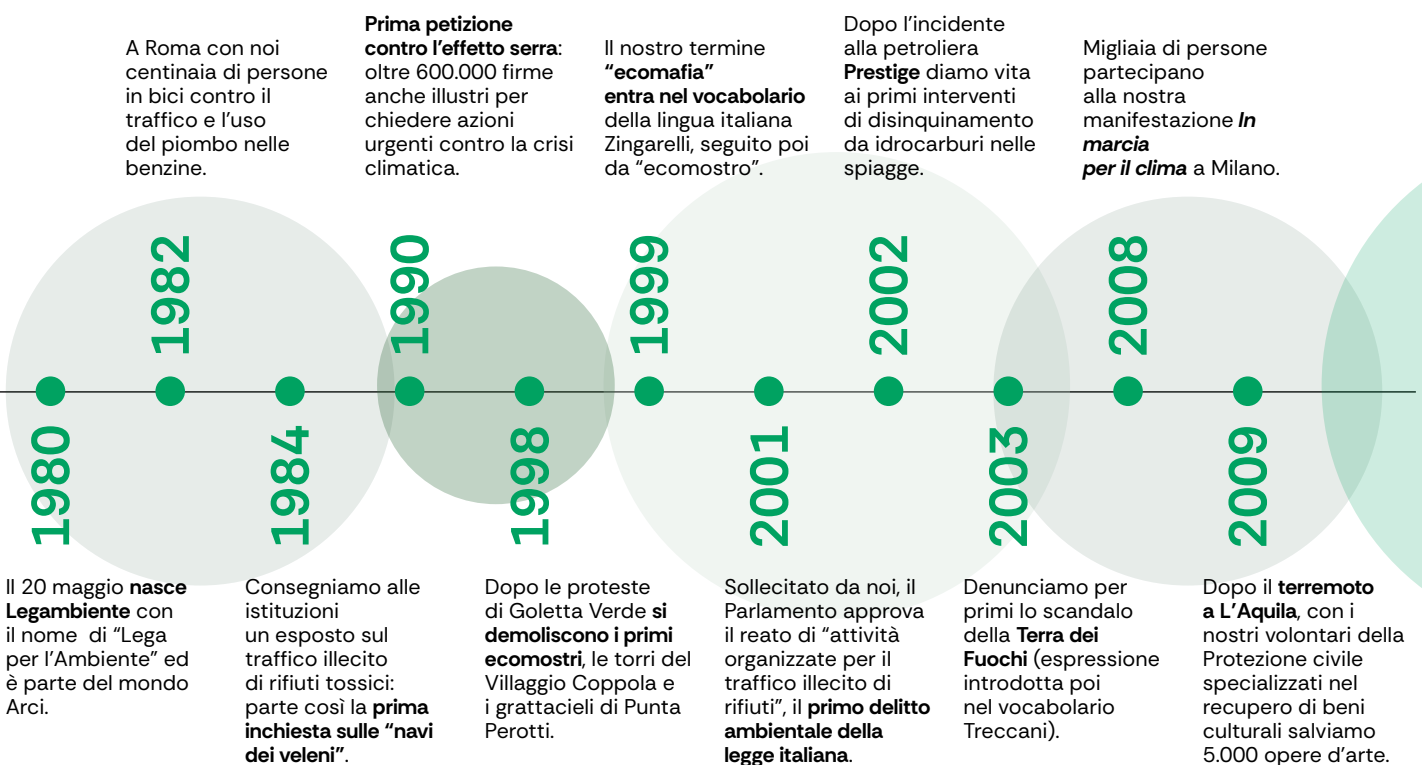 A Roma con noi
centinaia di persone
in bici contro il
traffico e l'uso
del piombo nelle
benzine.
Prima petizione
contro l'effetto serra:
oltre 600.000 firme
anche illustri per
chiedere azioni
urgenti contro la crisi
climatica.
Il nostro termine
“ecomafia”
entra nel vocabolario
della lingua italiana
Zingarelli, seguito poi
da “ecomostro”.
Dopo l'incidente
alla petroliera
Prestige diamo vita
ai primi interventi
di disinquinamento
da idrocarburi nelle
spiagge.
Migliaia di persone
partecipano
alla nostra
manifestazione In
marcia
per il clima a Milano.
1982
1990
1999
2002
2008
1980
1984
1998
2001
2003
2009
Il 20 maggio nasce
Legambiente con
il nome di “Lega
per l'Ambiente” ed
è parte del mondo
Arci.
Consegniamo alle
istituzioni
un esposto sul
traffico illecito
di rifiuti tossici:
parte così la prima
inchiesta sulle “navi
dei veleni”.
Dopo le proteste
di Goletta Verde si
demoliscono i primi
ecomostri, le torri del
Villaggio Coppola e
i grattacieli di Punta
Perotti.
Sollecitato da noi, il
Parlamento approva
il reato di “attività
organizzate per il
traffico illecito di
rifiuti”, il primo delitto
ambientale della
legge italiana.
Denunciamo per
primi lo scandalo
della Terra dei
Fuochi (espressione
introdotta poi
nel vocabolario
Treccani).
Dopo il terremoto
a L'Aquila, con i
nostri volontari della
Protezione civile
specializzati nel
recupero di beni
culturali salviamo
5.000 opere d'arte.